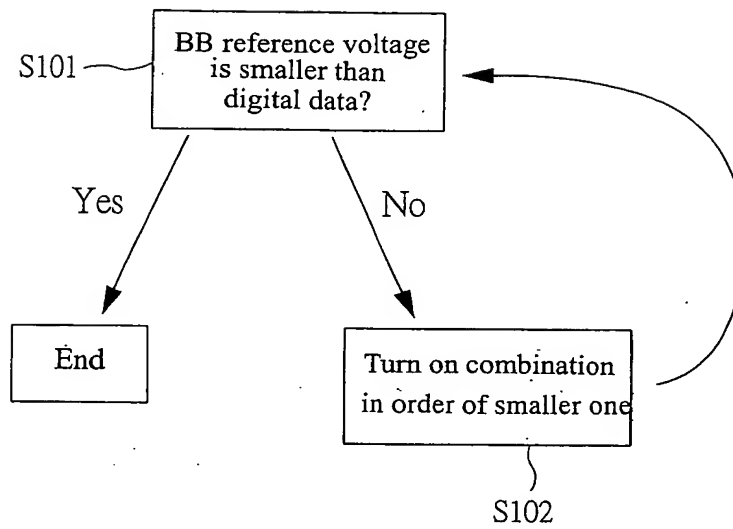 S101
BB reference voltage
is smaller than
digital data?
Yes
No
End
Turn on combination
in order of smaller one
S102